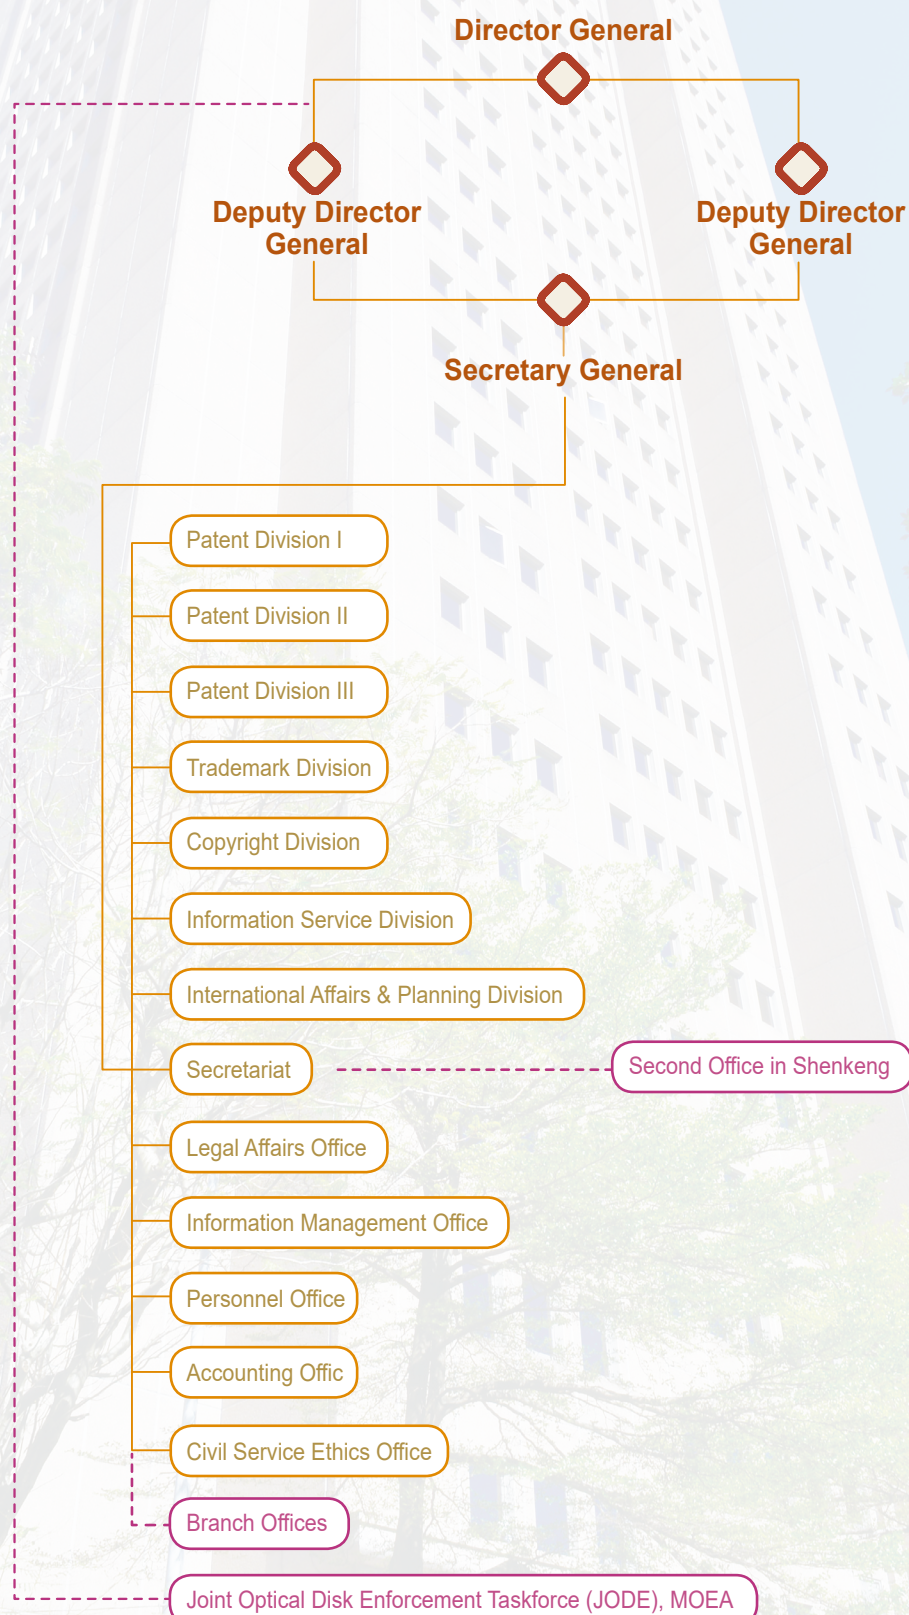 Director General
Deputy Director
General
Deputy Director
General
Secretary General
Patent Division I
Patent Division II
Patent Division III
Trademark Division
Copyright Division
Information Service Division
International Affairs & Planning Division
Secretariat
Second Office in Shenkeng
Legal Affairs Office
Information Management Office
Personnel Office
Accounting Offic
Civil Service Ethics Office
Branch Offices
Joint Optical Disk Enforcement Taskforce (JODE), MOEA